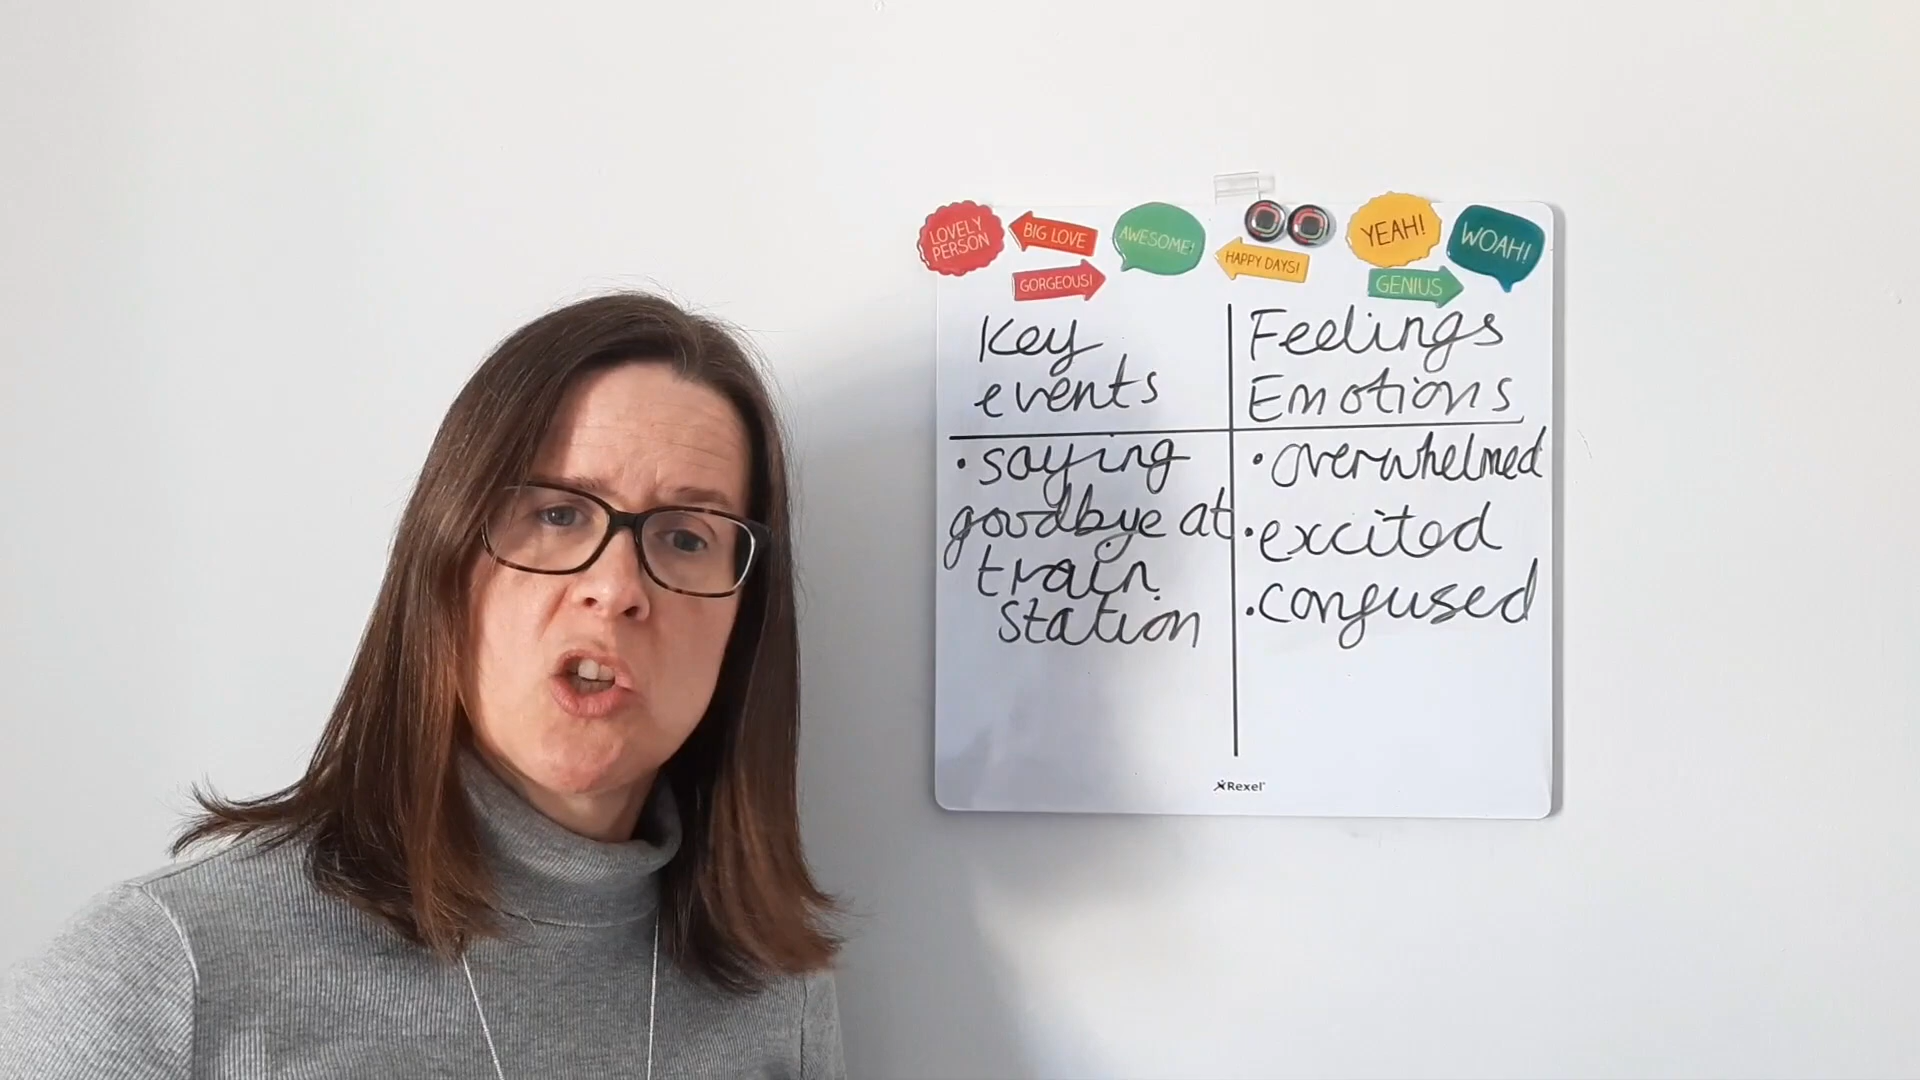 LOVELY
PERSON
BIG LOVE
GORGEOUS!
AWESOME!
HAPPY DAYS!
YEAH!
GENIUS
WOAH!
Key
events
• saying
goodbye at
train
station
Feelings
Emotions
• overwhelmed
• excited
• confused
Rexel